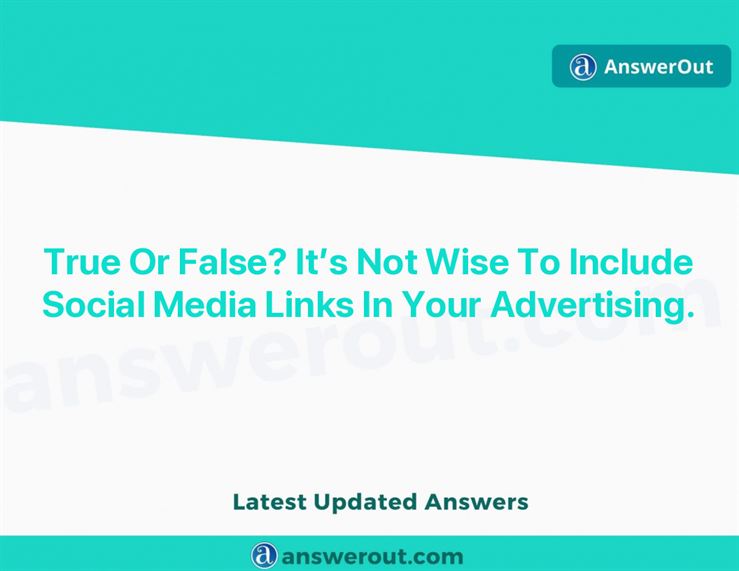 AnswerOut
True Or False? It’s Not Wise To Include
Social Media Links In Your Advertising.
answerout.com
Latest Updated Answers
answerout.com